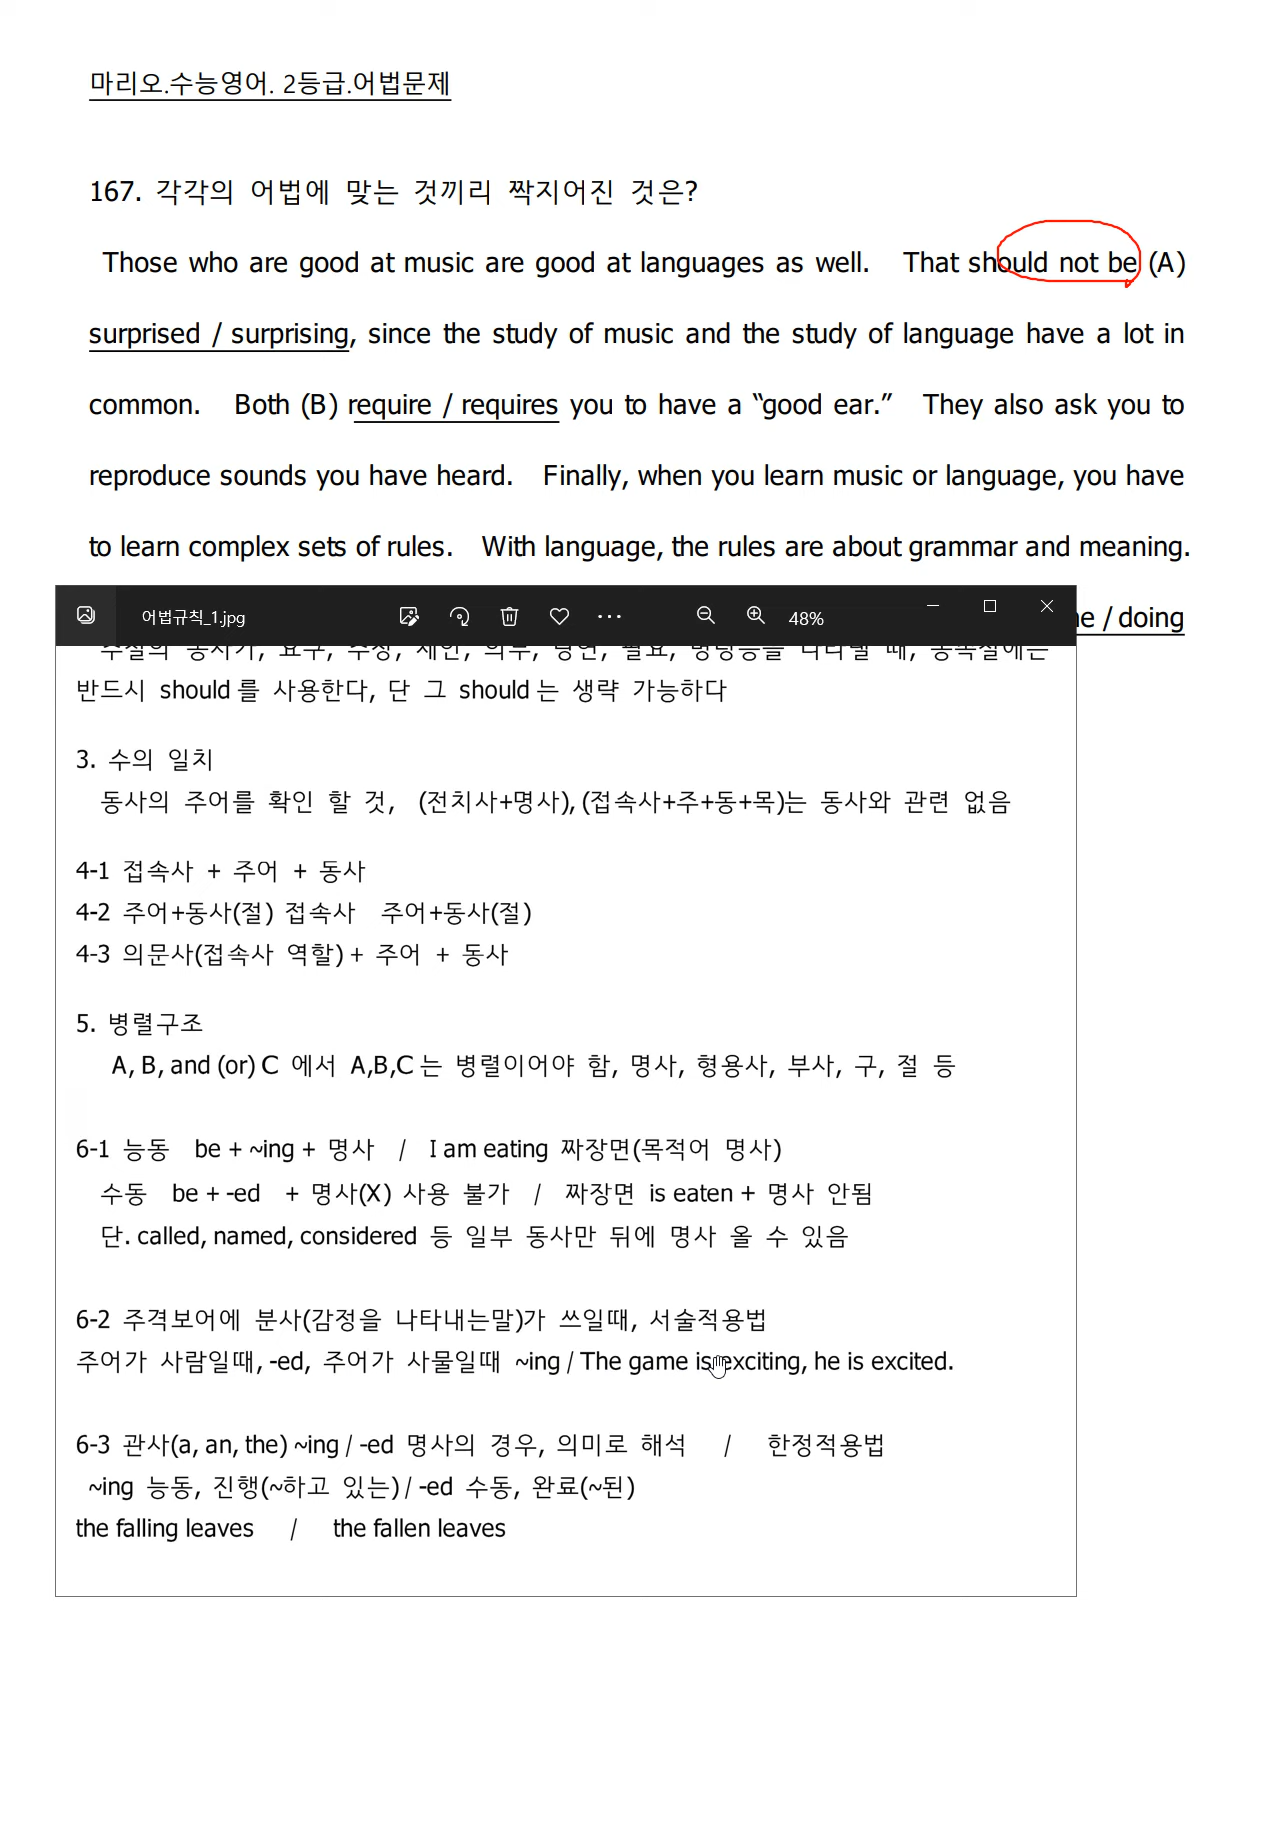 마리오.수능영어. 2등급.어법문제
167. 각각의 어법에 맞는 것끼리 짝지어진 것은?
Those who are good at music are good at languages as well. That should not be (A)
surprised / surprising, since the study of music and the study of language have a lot in
common. Both (B) require / requires you to have a “good ear.” They also ask you to
reproduce sounds you have heard. Finally, when you learn music or language, you have
to learn complex sets of rules. With language, the rules are about grammar and meaning.
/ doing
어법규칙_1.jpg
48%
반드시 should 를 사용한다, 단 그 should 는 생략 가능하다
3. 수의 일치
동사의 주어를 확인 할 것, (전치사+명사), (접속사+주+동+목)는 동사와 관련 없음
4-1 접속사 + 주어 + 동사
4-2 주어+동사(절) 접속사 주어+동사(절)
4-3 의문사(접속사 역할) + 주어 + 동사
5. 병렬구조
A, B, and (or) C 에서 A,B,C 는 병렬이어야 함, 명사, 형용사, 부사, 구, 절 등
6-1 능동 be + ~ing + 명사 / I am eating 짜장면(목적어 명사)
수동 be + -ed + 명사(X) 사용 불가 / 짜장면 is eaten + 명사 안됨
단. called, named, considered 등 일부 동사만 뒤에 명사 올 수 있음
6-2 주격보어에 분사(감정을 나타내는말)가 쓰일때, 서술적용법
주어가 사람일때, -ed, 주어가 사물일때 ~ing / The game is exciting, he is excited.
6-3 관사(a, an, the) ~ing / -ed 명사의 경우, 의미로 해석 / 한정적용법
~ing 능동, 진행(~하고 있는) / -ed 수동, 완료(~된)
the falling leaves / the fallen leaves